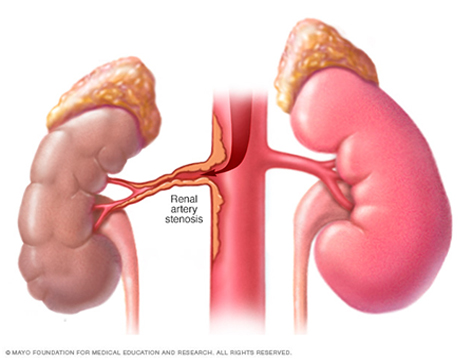 Renal
artery
stenosis
© MAYO FOUNDATION FOR MEDICAL EDUCATION AND RESEARCH. ALL RIGHTS RESERVED.